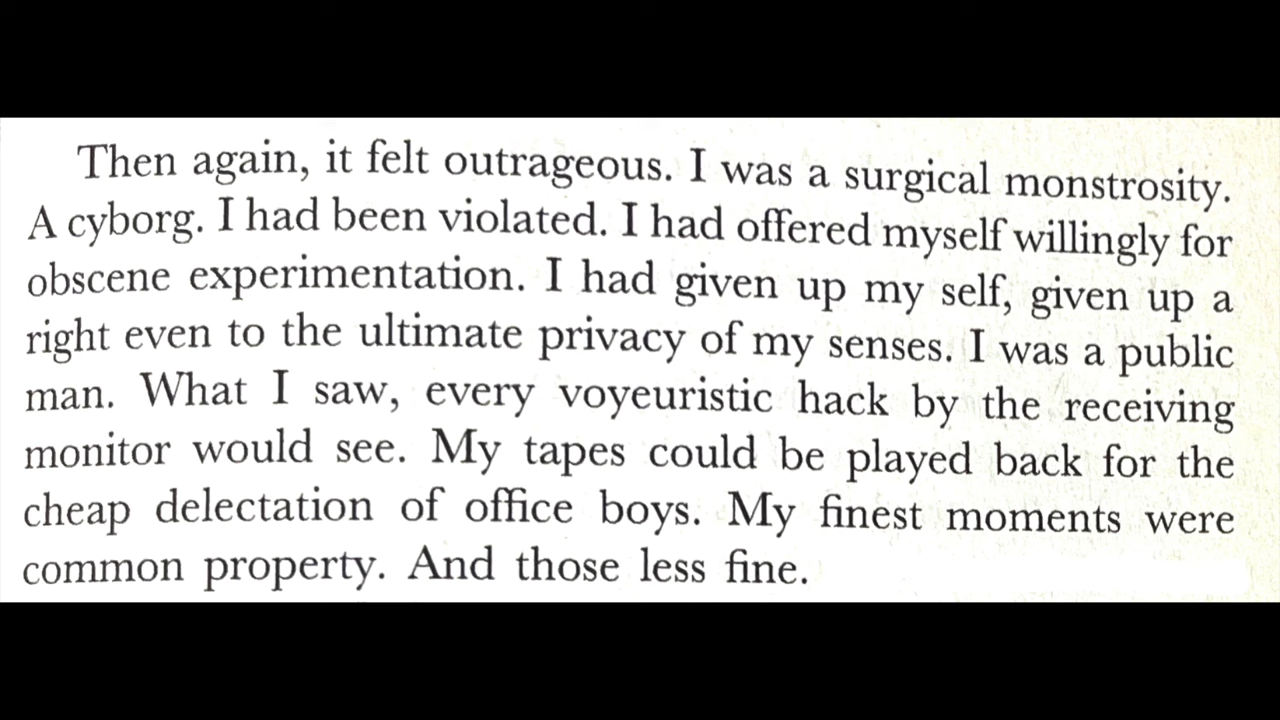 Then again, it felt outrageous. I was a surgical monstrosity.
A cyborg. I had been violated. I had offered myself willingly for
obscene experimentation. I had given up my self, given up a
right even to the ultimate privacy of my senses. I was a public
man. What I saw, every voyeuristic hack by the receiving
monitor would see. My tapes could be played back for the
cheap delectation of office boys. My finest moments were
common property. And those less fine.